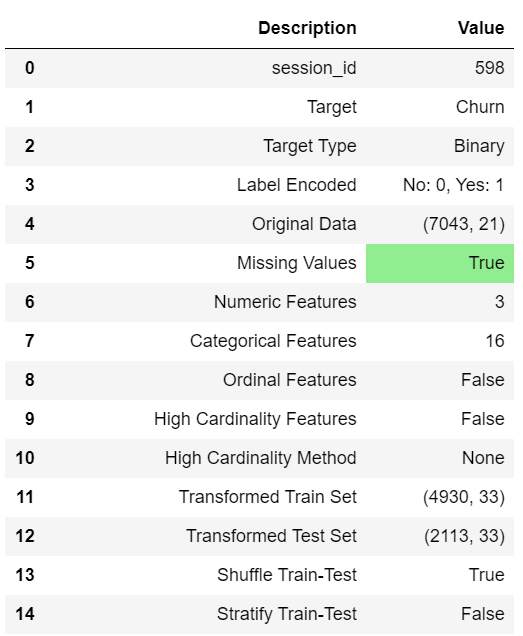 Description Value
0 session_id 598
1 Target Churn
2 Target Type Binary
3 Label Encoded No: 0, Yes: 1
4 Original Data (7043, 21)
5 Missing Values True
6 Numeric Features 3
7 Categorical Features 16
8 Ordinal Features False
9 High Cardinality Features False
10 High Cardinality Method None
11 Transformed Train Set (4930, 33)
12 Transformed Test Set (2113, 33)
13 Shuffle Train-Test True
14 Stratify Train-Test False